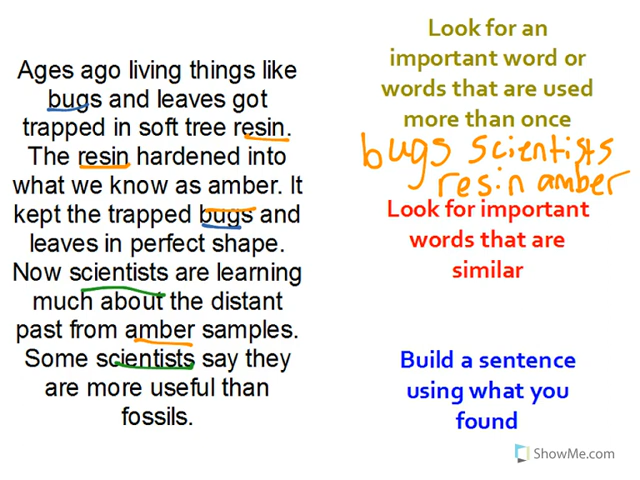 Ages ago living things like
bugs and leaves got
trapped in soft tree resin.
The resin hardened into
what we know as amber. It
kept the trapped bugs and
leaves in perfect shape.
Now scientists are learning
much about the distant
past from amber samples.
Some scientists say they
are more useful than
fossils.
Look for an
important word or
words that are used
more than once
bugs scientists
resin amber
Look for important
words that are
similar
Build a sentence
using what you
found
ShowMe.com